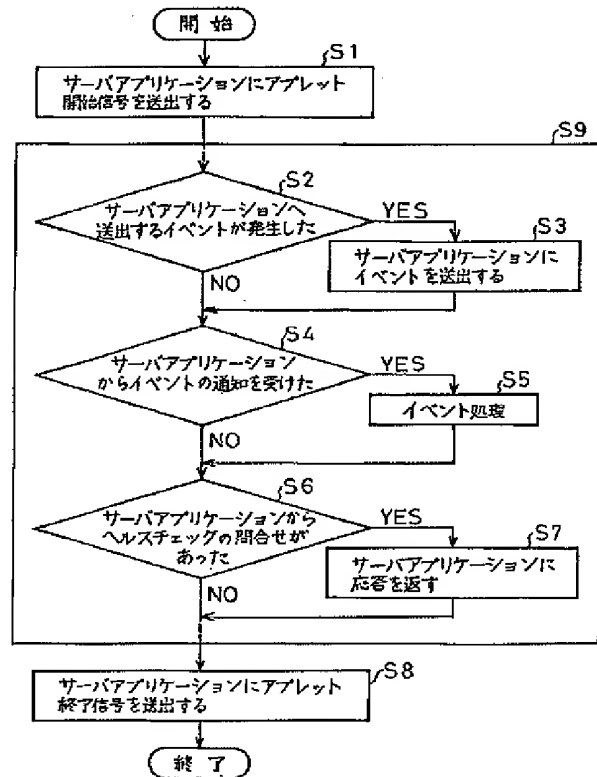 開始
S1
サーバアプリケーションにアプレット
開始信号を送出する
S9
S2
サーバアプリケーションへ
送出するイベントが発生した
YES
S3
サーバアプリケーションに
イベントを送出する
NO
S4
サーバアプリケーション
からイベントの通知を受けた
YES
S5
イベント処理
NO
S6
サーバアプリケーションから
ヘルスチェックの問合せが
あった
YES
S7
サーバアプリケーションに
応答を返す
NO
S8
サーバアプリケーションにアプレット
終了信号を送出する
終了